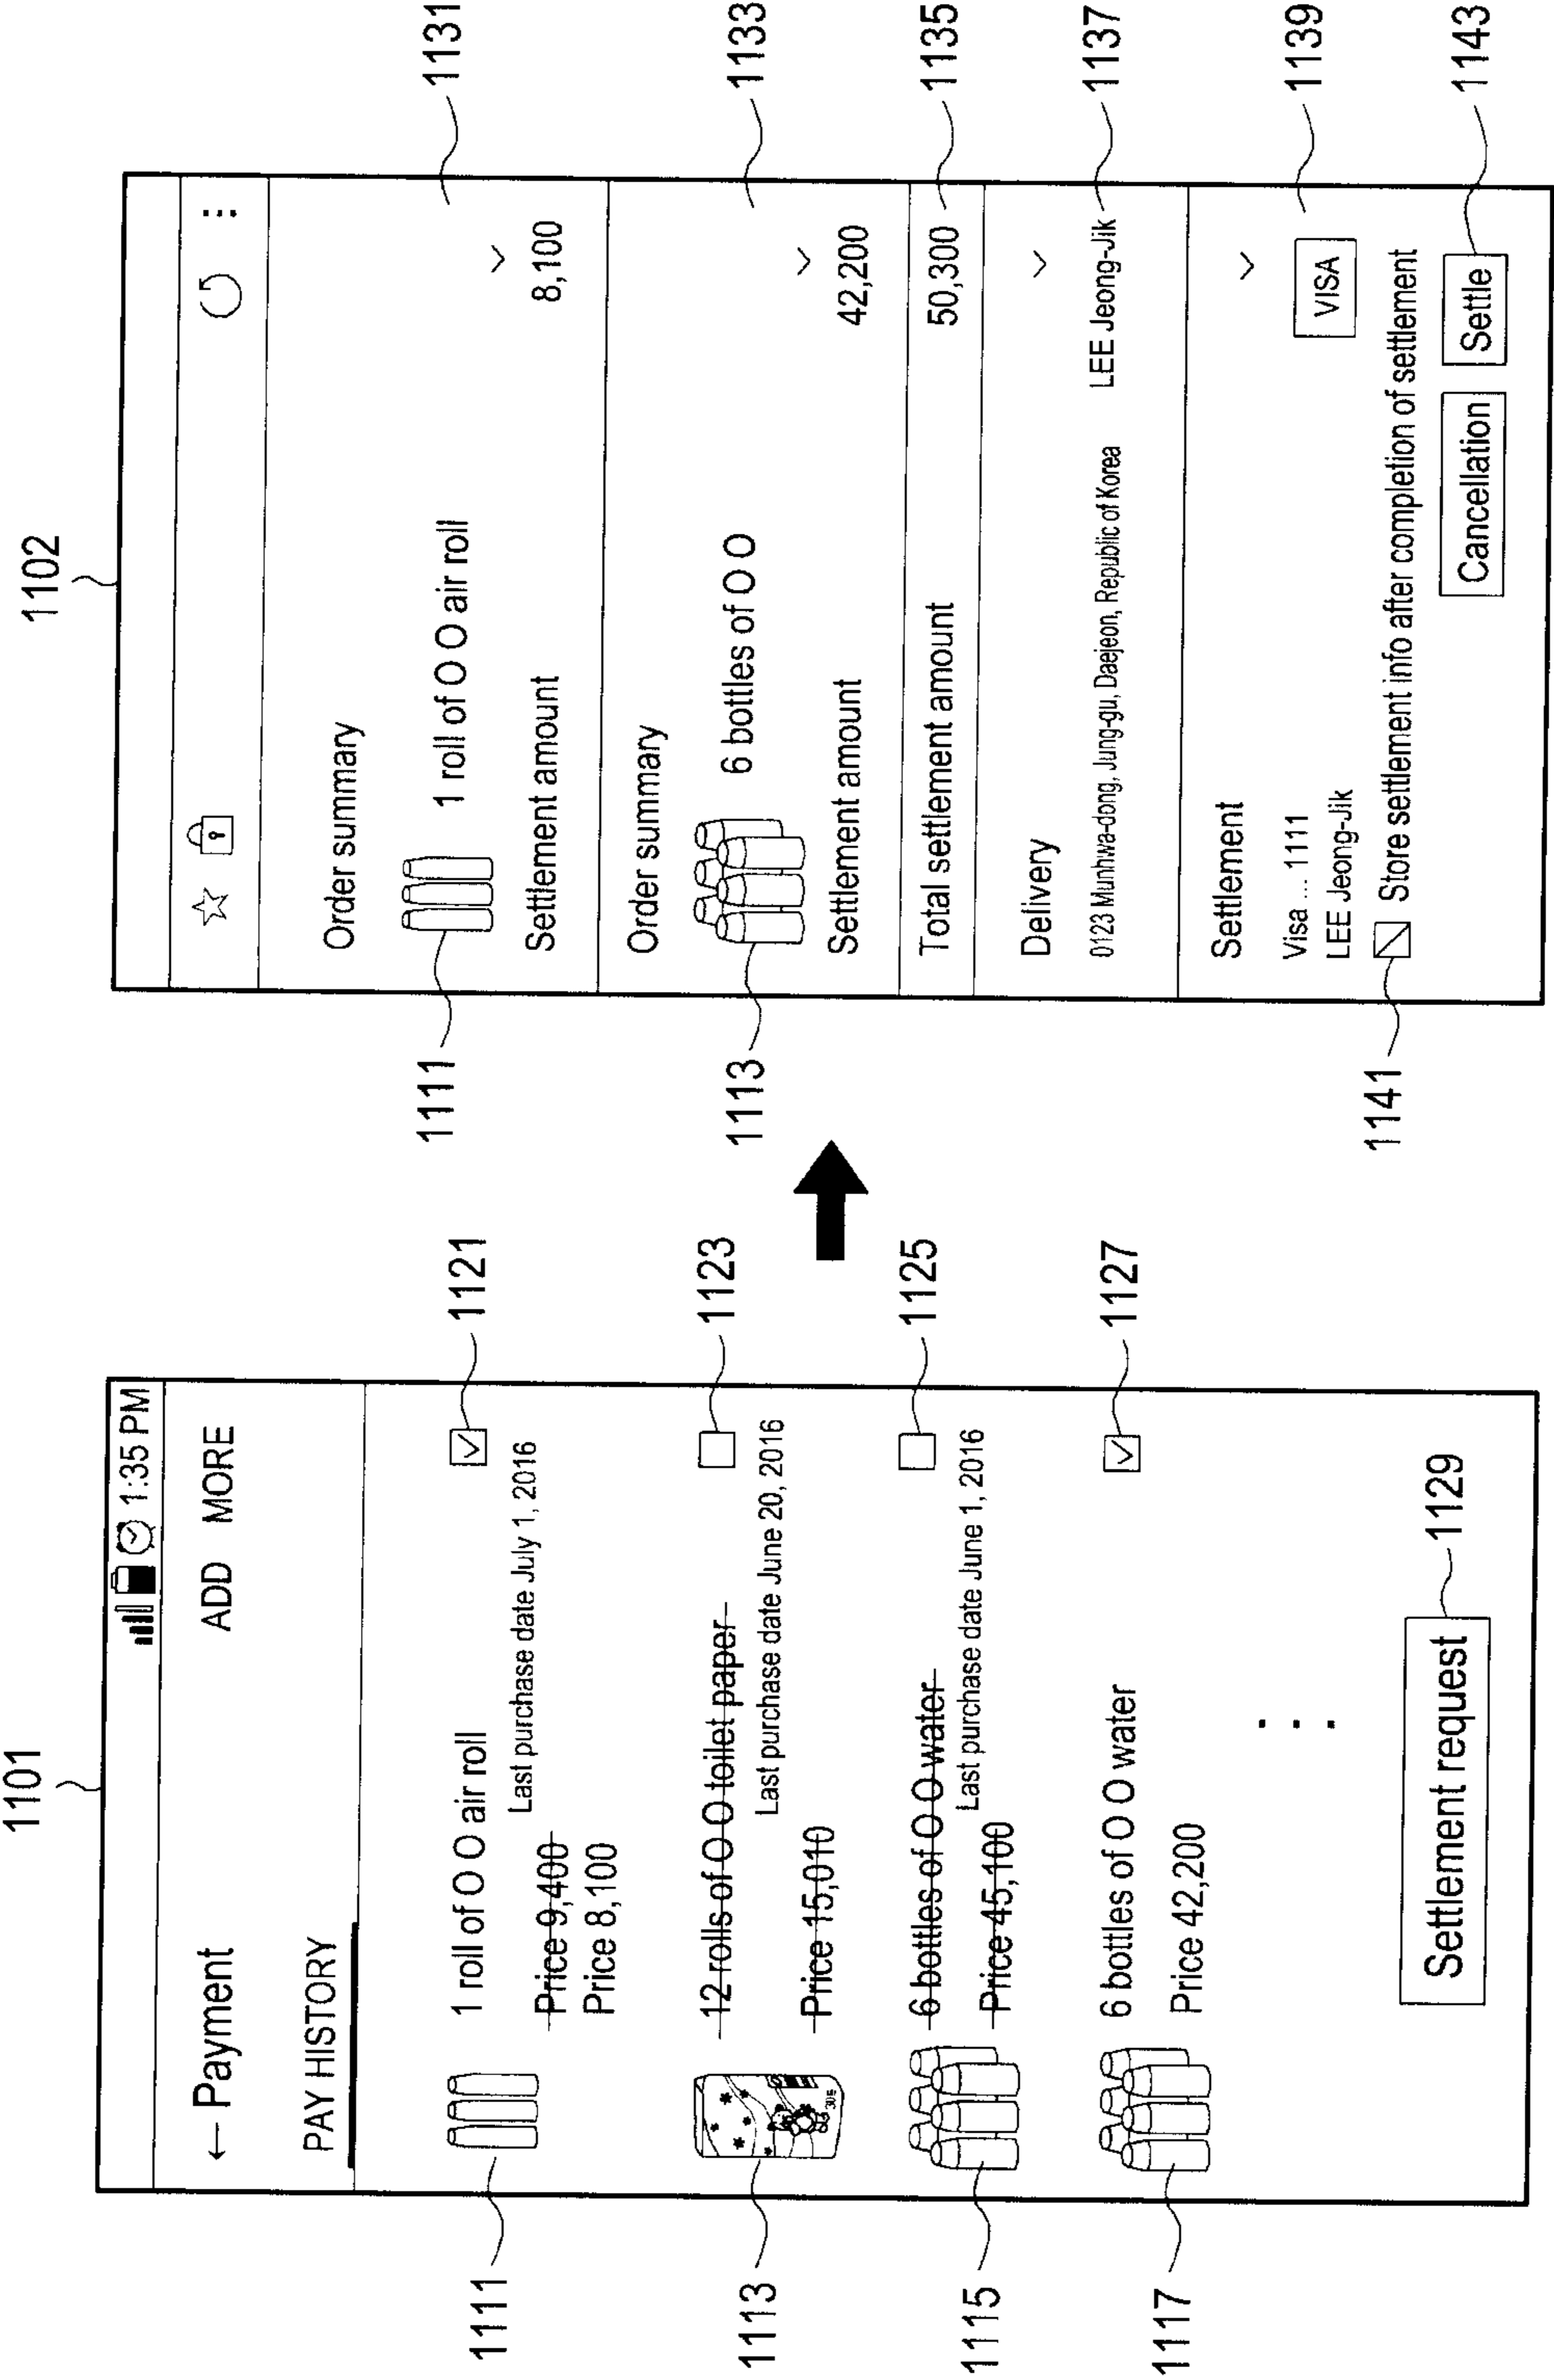 1101
1:35 PM
← Payment
ADD MORE
PAY HISTORY
1111
1 roll of O O air roll
1121
Last purchase date July 1, 2016
Price 9,400
Price 8,100
1113
12 rolls of O O toilet paper
1123
Last purchase date June 20, 2016
Price 15,010
30
1115
6 bottles of O O water
1125
Last purchase date June 1, 2016
Price 45,100
1117
6 bottles of O O water
1127
Price 42,200
Settlement request
1129
1102
Order summary
1131
1111
1 roll of O O air roll
Settlement amount 8,100
Order summary
1133
1113
6 bottles of O O
Settlement amount 42,200
Total settlement amount 50,300
1135
Delivery
0123 Munhwa-dong, Jung-gu, Daejeon, Republic of Korea LEE Jeong-Jik
1137
Settlement
Visa ... 1111
VISA
1139
LEE Jeong-Jik
1141
Store settlement info after completion of settlement
Cancellation Settle
1143